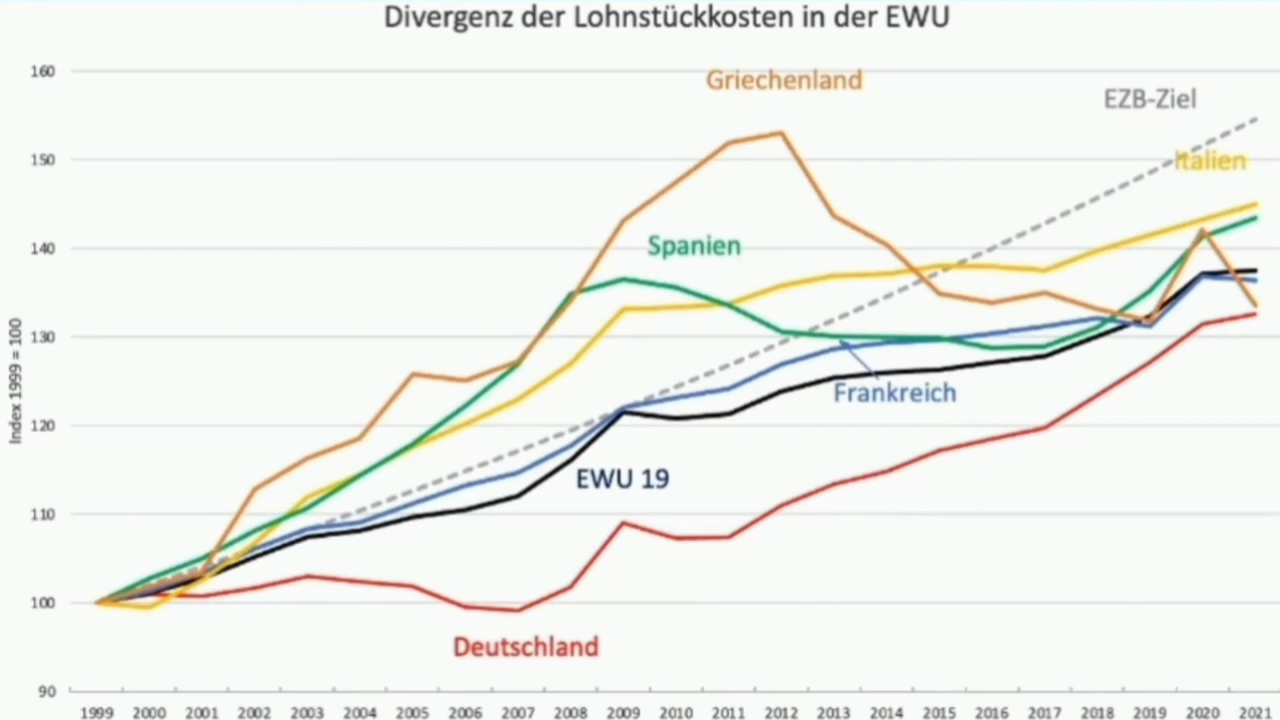 Divergenz der Lohnstückkosten in der EWU
160
150
140
130
120
110
100
90
Index 1999 = 100
Griechenland
EZB-Ziel
Italien
Spanien
Frankreich
EWU 19
Deutschland
1999 2000 2001 2002 2003 2004 2005 2006 2007 2008 2009 2010 2011 2012 2013 2014 2015 2016 2017 2018 2019 2020 2021